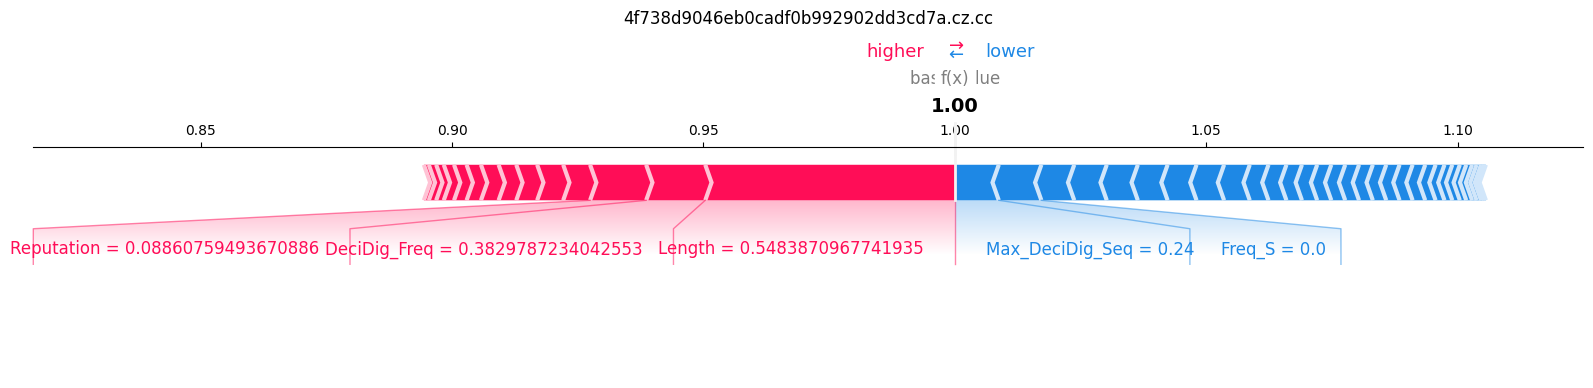 4f738d9046eb0cadf0b992902dd3cd7a.cz.cc
higher → ← lower
bas f(x) lue
1.00
0.85 0.90 0.95 1.00 1.05 1.10
Reputation = 0.08860759493670886 DeciDig_Freq = 0.3829787234042553 Length = 0.5483870967741935 Max_DeciDig_Seq = 0.24 Freq_S = 0.0